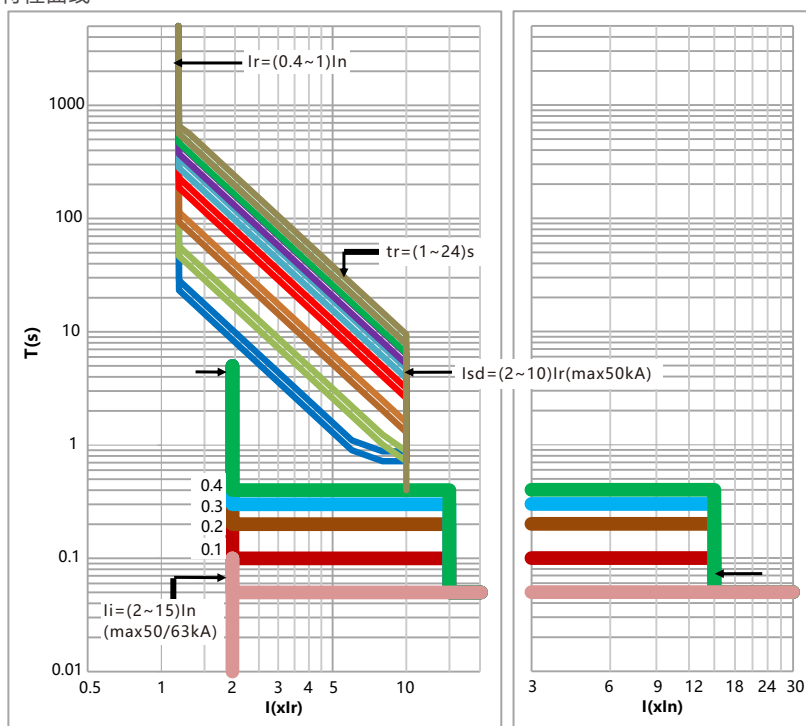 Ir=(0.4~1)In
1000
100
tr=(1~24)s
10
T(s)
Isd=(2~10)Ir(max50kA)
1
0.4
0.3
0.2
0.1
0.1
Ii=(2~15)In
(max50/63kA)
0.01
0.5 1 2 3 4 5 10
I(xIr)
3 6 9 12 18 24 30
I(xIn)